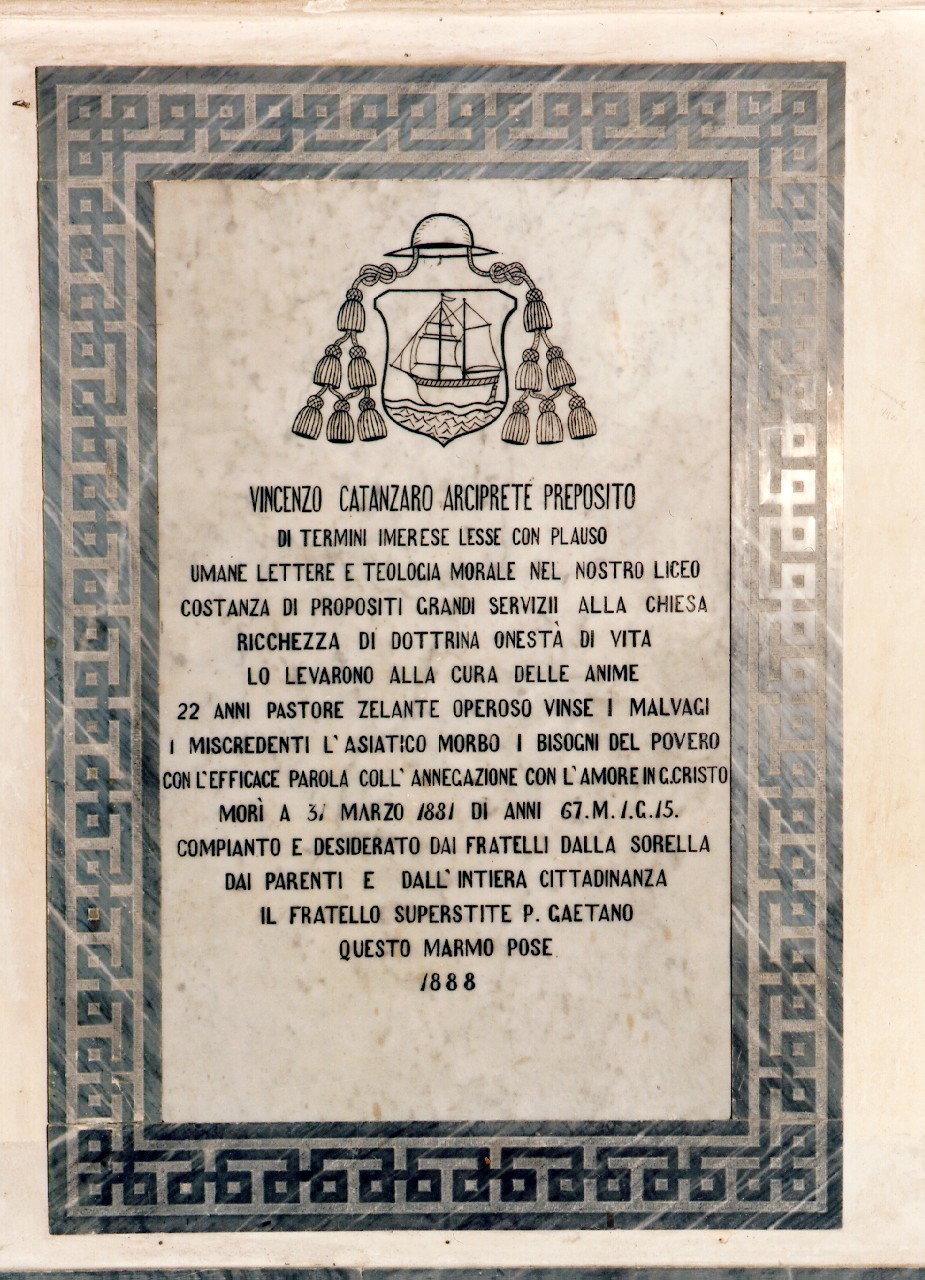 VINCENZO CATANZARO ARCIPRETE PREPOSITO
DI TERMINI IMERESE LESSE CON PLAUSO
UMANE LETTERE E TEOLOGIA MORALE NEL NOSTRO LICEO
COSTANZA DI PROPOSITI GRANDI SERVIZII ALLA CHIESA
RICCHEZZA DI DOTTRINA ONESTÀ DI VITA
LO LEVARONO ALLA CURA DELLE ANIME
22 ANNI PASTORE ZELANTE OPEROSO VINSE I MALVAGI
I MISCREDENTI L'ASIATICO MORBO I BISOGNI DEL POVERO
CON L'EFFICACE PAROLA COLL'ANNEGAZIONE CON L'AMORE IN G.CRISTO
MORÌ A 31 MARZO 1881 DI ANNI 67.M.1.G.15.
COMPIANTO E DESIDERATO DAI FRATELLI DALLA SORELLA
DAI PARENTI E DALL'INTIERA CITTADINANZA
IL FRATELLO SUPERSTITE P. GAETANO
QUESTO MARMO POSE
1888